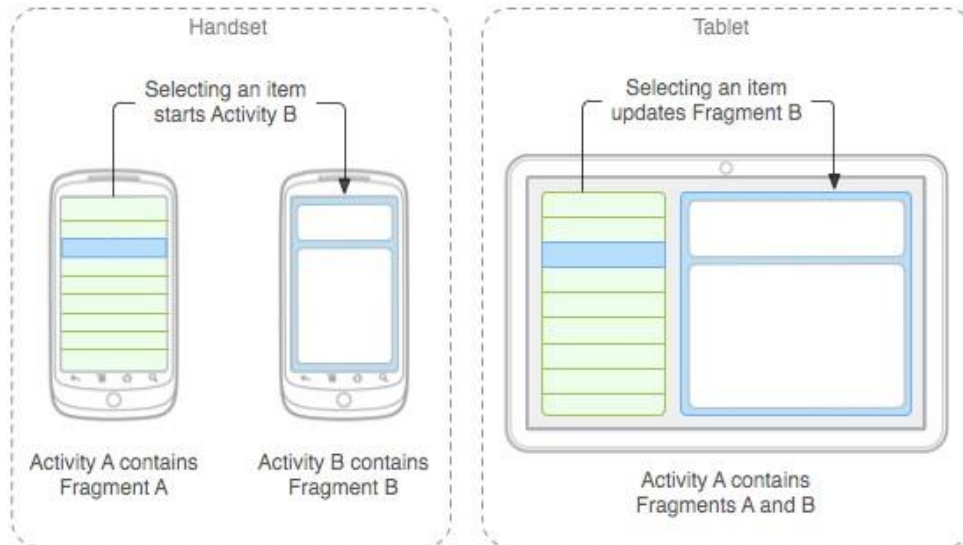 Handset
Selecting an item
starts Activity B
Activity A contains
Fragment A
Activity B contains
Fragment B
Tablet
Selecting an item
updates Fragment B
Activity A contains
Fragments A and B